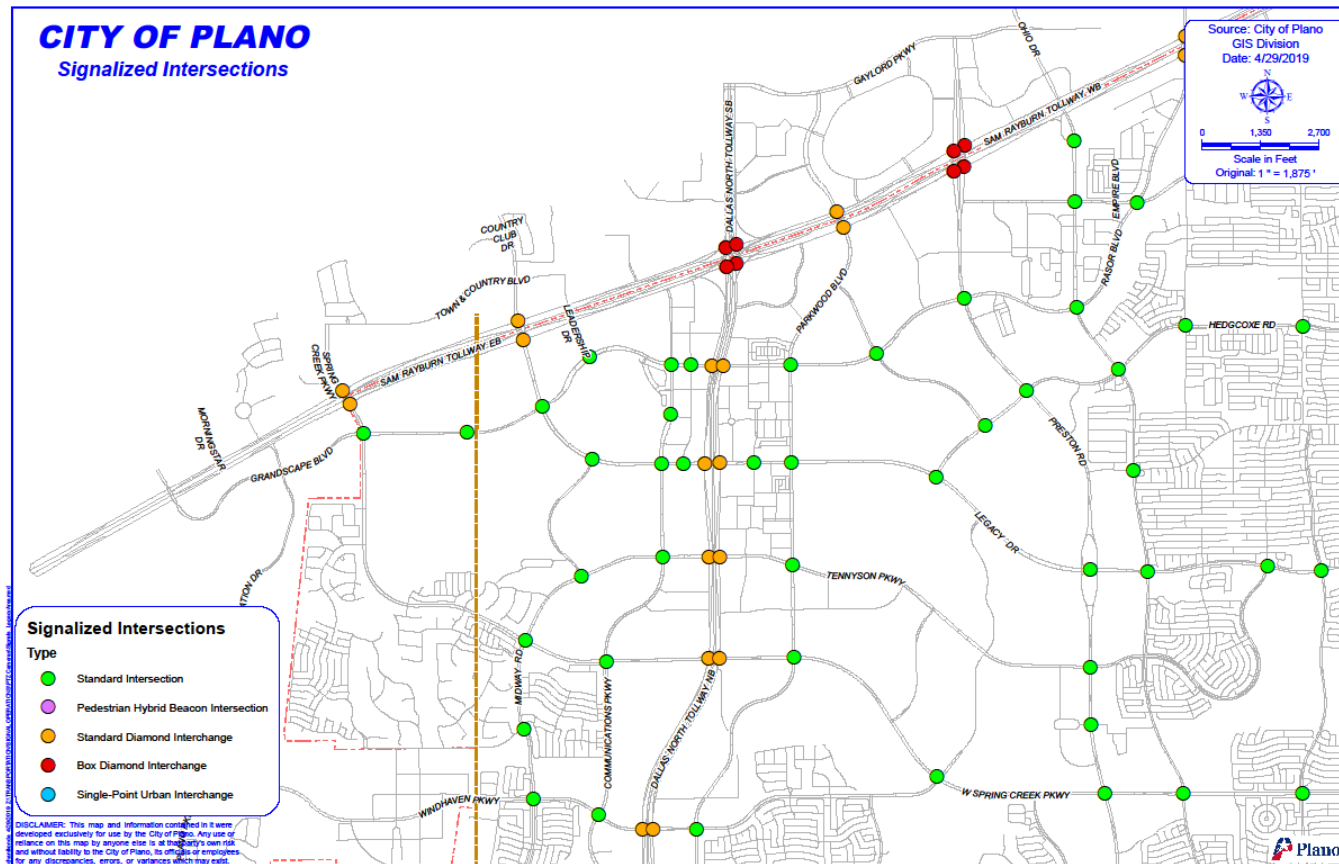 CITY OF PLANO
Signalized Intersections
Source: City of Plano
GIS Division
Date: 4/29/2019
N
W E
S
0 1,350 2,700
Scale in Feet
Original: 1 " = 1,875 '
OHIO DR
GAYLORD PKWY
DALLAS NORTH TOLLWAY SB
SAM RAYBURN TOLLWAY WB
EMPIRE BLVD
RASOR BLVD
COUNTRY
CLUB
DR
TOWN & COUNTRY BLVD
LEADERSHIP
DR
PARKWOOD BLVD
HEDGCOXE RD
SPRING
CREEK PKWY
SAM RAYBURN TOLLWAY EB
MORNINGSTAR
DR
GRANDSCAPE BLVD
PRESTON RD
LEGACY DR
TENNYSON PKWY
ATION DR
MIDWAY RD
COMMUNICATIONS PKWY
DALLAS NORTH TOLLWAY NB
WINDHAVEN PKWY
W SPRING CREEK PKWY
Signalized Intersections
Type
Standard Intersection
Pedestrian Hybrid Beacon Intersection
Standard Diamond Interchange
Box Diamond Interchange
Single-Point Urban Interchange
DISCLAIMER: This map and information contained in it were
developed exclusively for use by the City of Plano. Any use or
reliance on this map by anyone else is at that party's own risk
and without liability to the City of Plano, its officials or employees
for any discrepancies, errors, or variances which may exist.
Plano